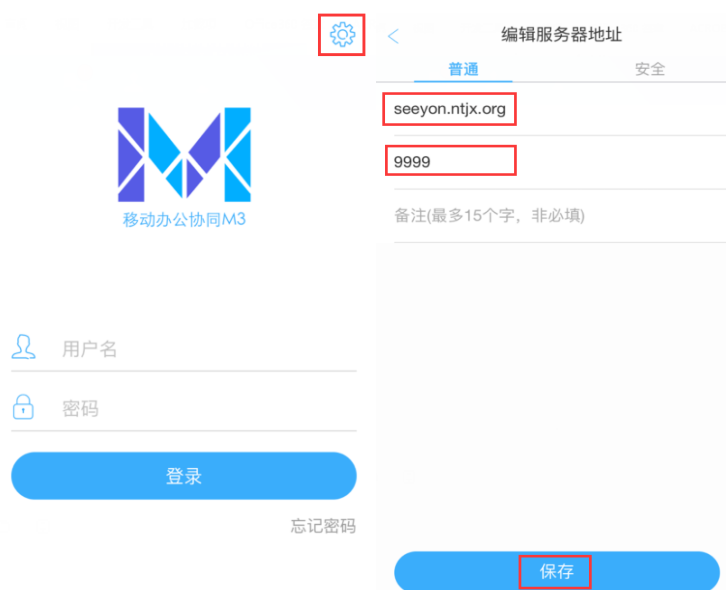 移动办公协同M3
用户名
密码
登录
忘记密码
编辑服务器地址
普通
安全
seeyon.ntjx.org
9999
备注(最多15个字，非必填)
保存